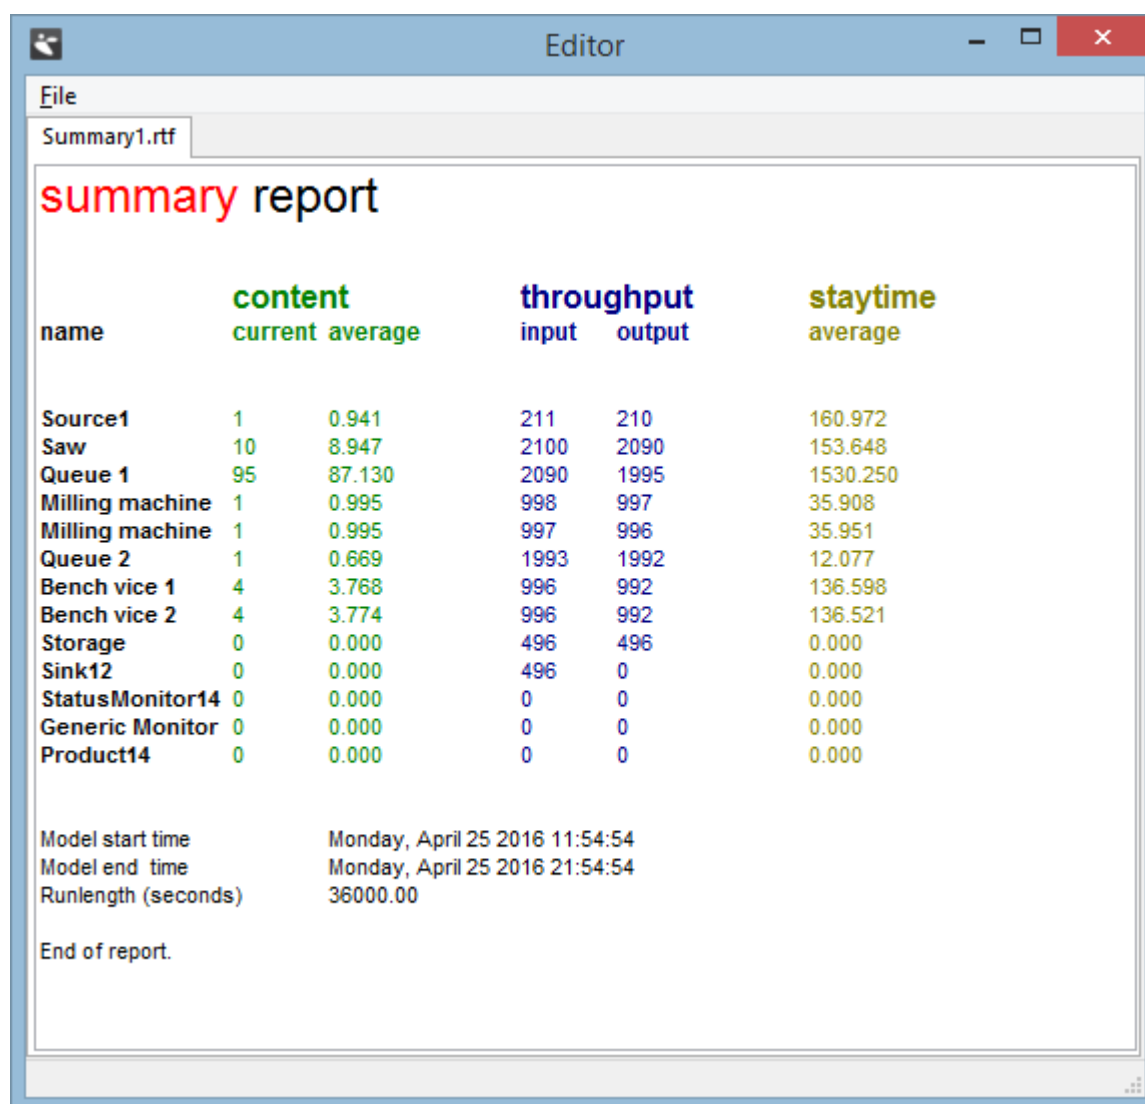 Editor
File
Summary1.rtf
summary report
content throughput staytime
name current average input output average
Source1 1 0.941 211 210 160.972
Saw 10 8.947 2100 2090 153.648
Queue 1 95 87.130 2090 1995 1530.250
Milling machine 1 0.995 998 997 35.908
Milling machine 1 0.995 997 996 35.951
Queue 2 1 0.669 1993 1992 12.077
Bench vice 1 4 3.768 996 992 136.598
Bench vice 2 4 3.774 996 992 136.521
Storage 0 0.000 496 496 0.000
Sink12 0 0.000 496 0 0.000
StatusMonitor14 0 0.000 0 0 0.000
Generic Monitor 0 0.000 0 0 0.000
Product14 0 0.000 0 0 0.000
Model start time Monday, April 25 2016 11:54:54
Model end time Monday, April 25 2016 21:54:54
Runlength (seconds) 36000.00
End of report.